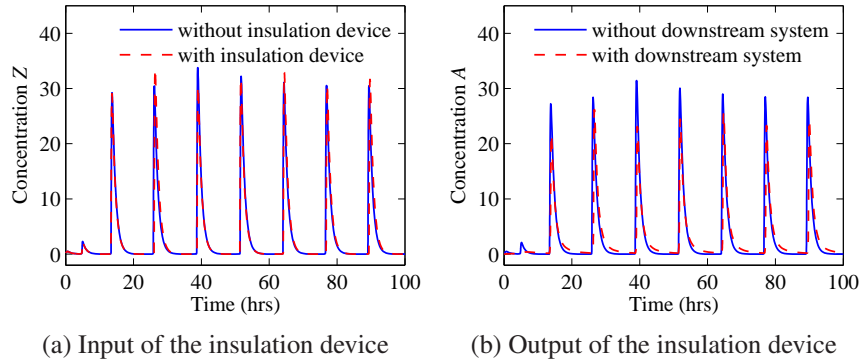 without insulation device
with insulation device
Concentration Z
40
30
20
10
0
0 20 40 60 80 100
Time (hrs)
(a) Input of the insulation device
without downstream system
with downstream system
Concentration A
40
30
20
10
0
0 20 40 60 80 100
Time (hrs)
(b) Output of the insulation device